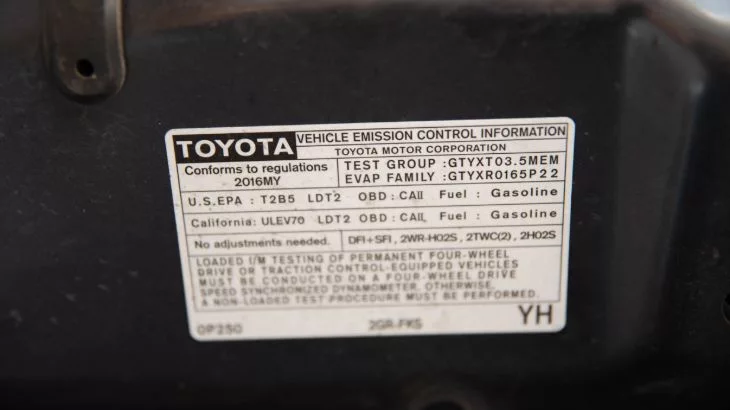 TOYOTA
VEHICLE EMISSION CONTROL INFORMATION
TOYOTA MOTOR CORPORATION
Conforms to regulations
2016MY
TEST GROUP :GTYXT03.5MEM
EVAP FAMILY :GTYXR0165P22
U.S.EPA : T2B5 LDT2 OBD : CAII Fuel : Gasoline
California: ULEV70 LDT2 OBD : CAII, Fuel : Gasoline
No adjustments needed.
DFI+SFI , 2WR-HO2S , 2TWC(2) , 2HO2S
LOADED I/M TESTING OF PERMANENT FOUR-WHEEL
DRIVE OR TRACTION CONTROL-EQUIPPED VEHICLES
MUST BE CONDUCTED ON A FOUR-WHEEL DRIVE
SPEED SYNCHRONIZED DYNAMOMETER. OTHERWISE,
A NON-LOADED TEST PROCEDURE MUST BE PERFORMED.
0P250 2GR-FKS YH